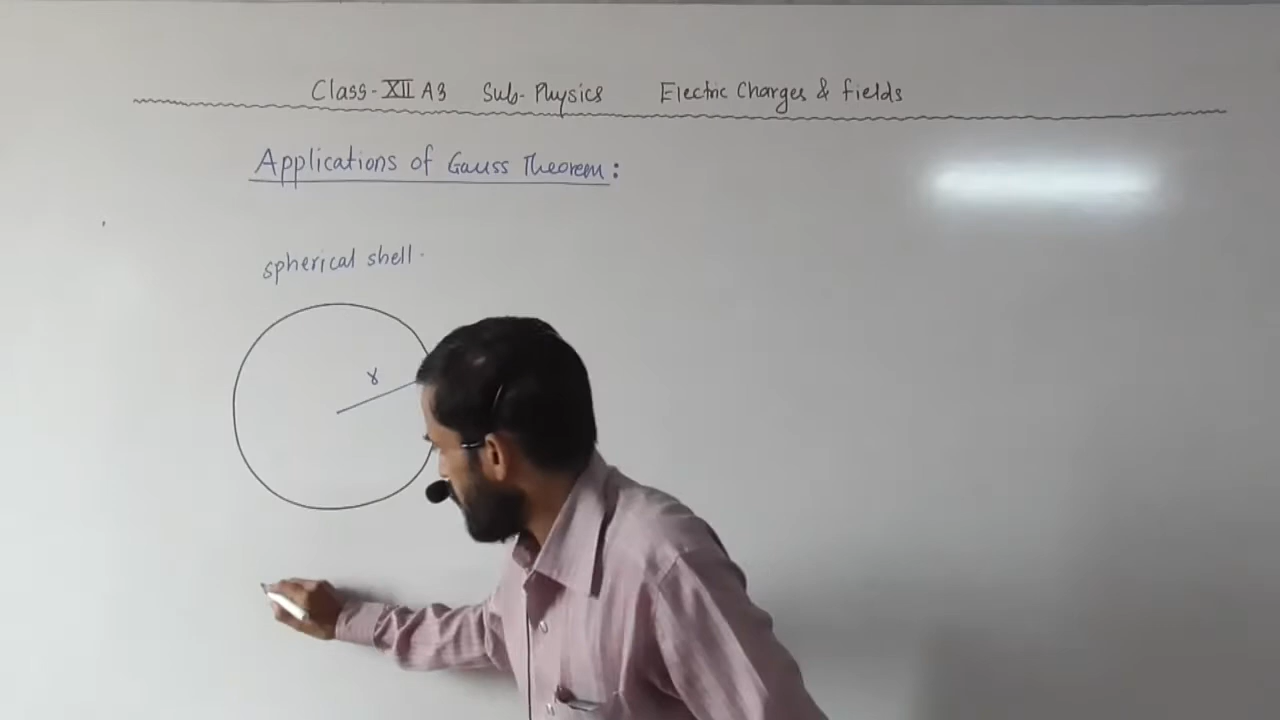 Class-XII A3 Sub-Physics Electric Charges & fields
Applications of Gauss Theorem:
spherical shell.
r